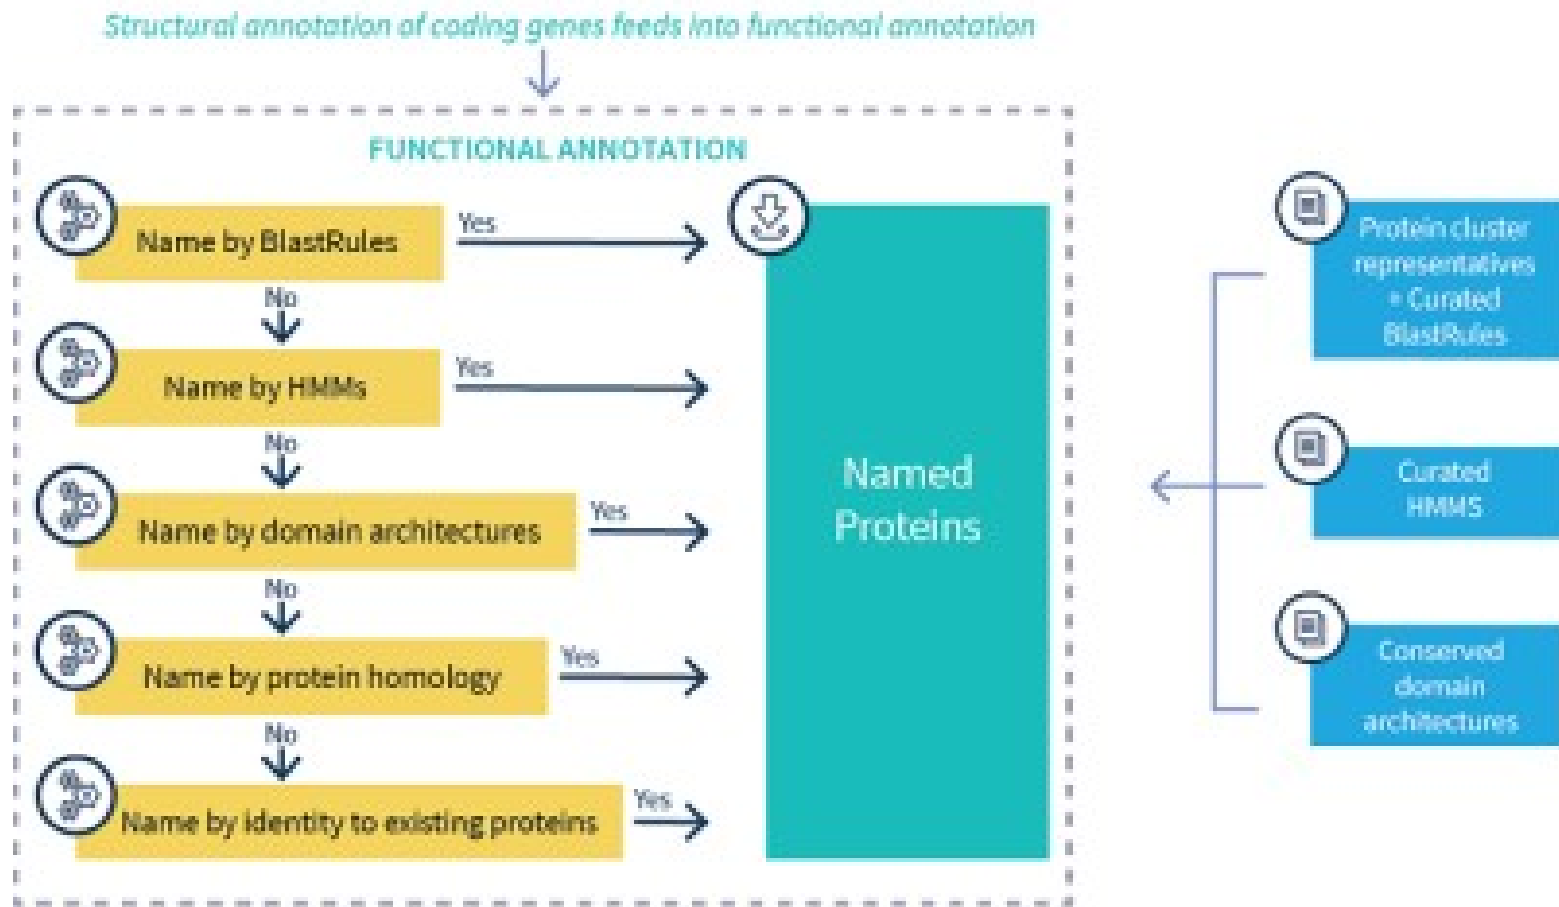 Structural annotation of coding genes feeds into functional annotation
FUNCTIONAL ANNOTATION
Name by BlastRules
Yes
No
Name by HMMs
Yes
No
Name by domain architectures
Yes
No
Name by protein homology
Yes
No
Name by identity to existing proteins
Yes
Named
Proteins
Protein cluster
representatives
+ Curated
BlastRules
Curated
HMMS
Conserved
domain
architectures